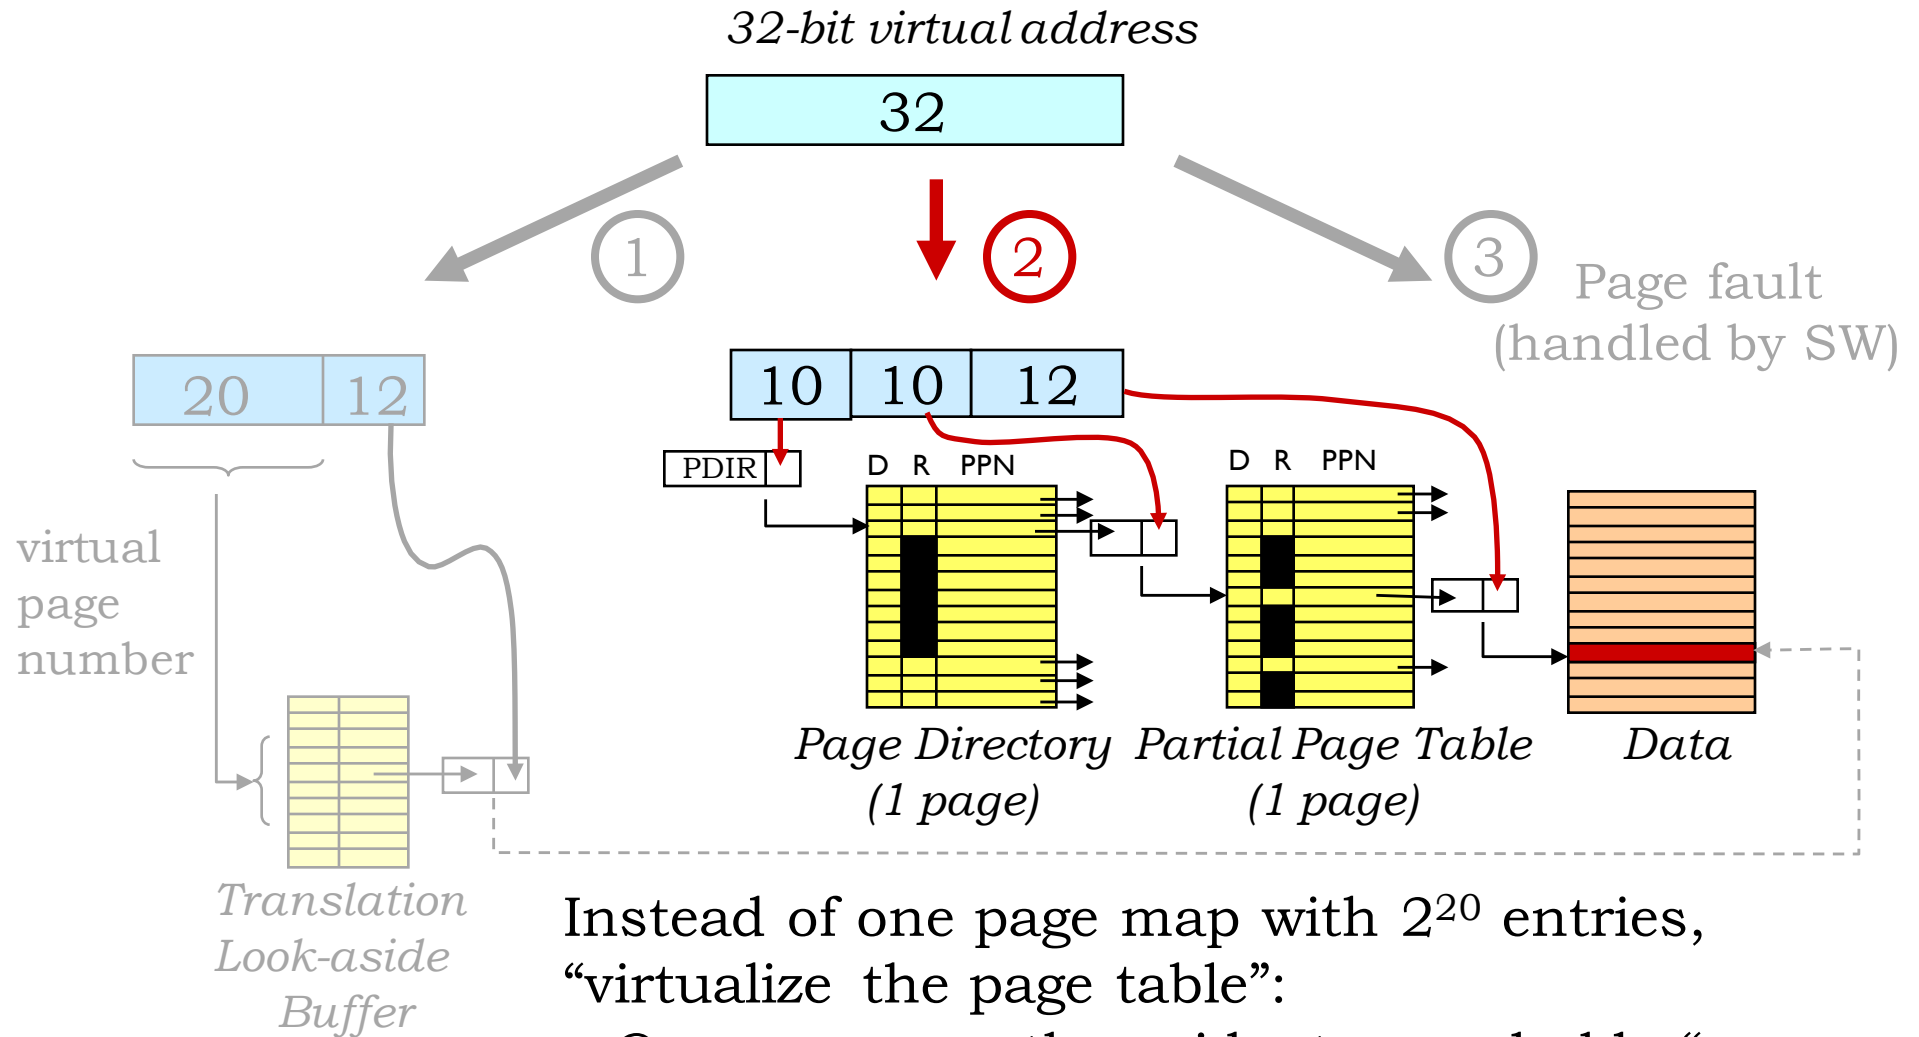 32-bit virtual address
32
1
2
3
Page fault
(handled by SW)
20 12
10 10 12
PDIR
D R PPN
D R PPN
virtual
page
number
Page Directory
(1 page)
Partial Page Table
(1 page)
Data
Translation
Look-aside
Buffer
Instead of one page map with 2²⁰ entries,
“virtualize the page table”: